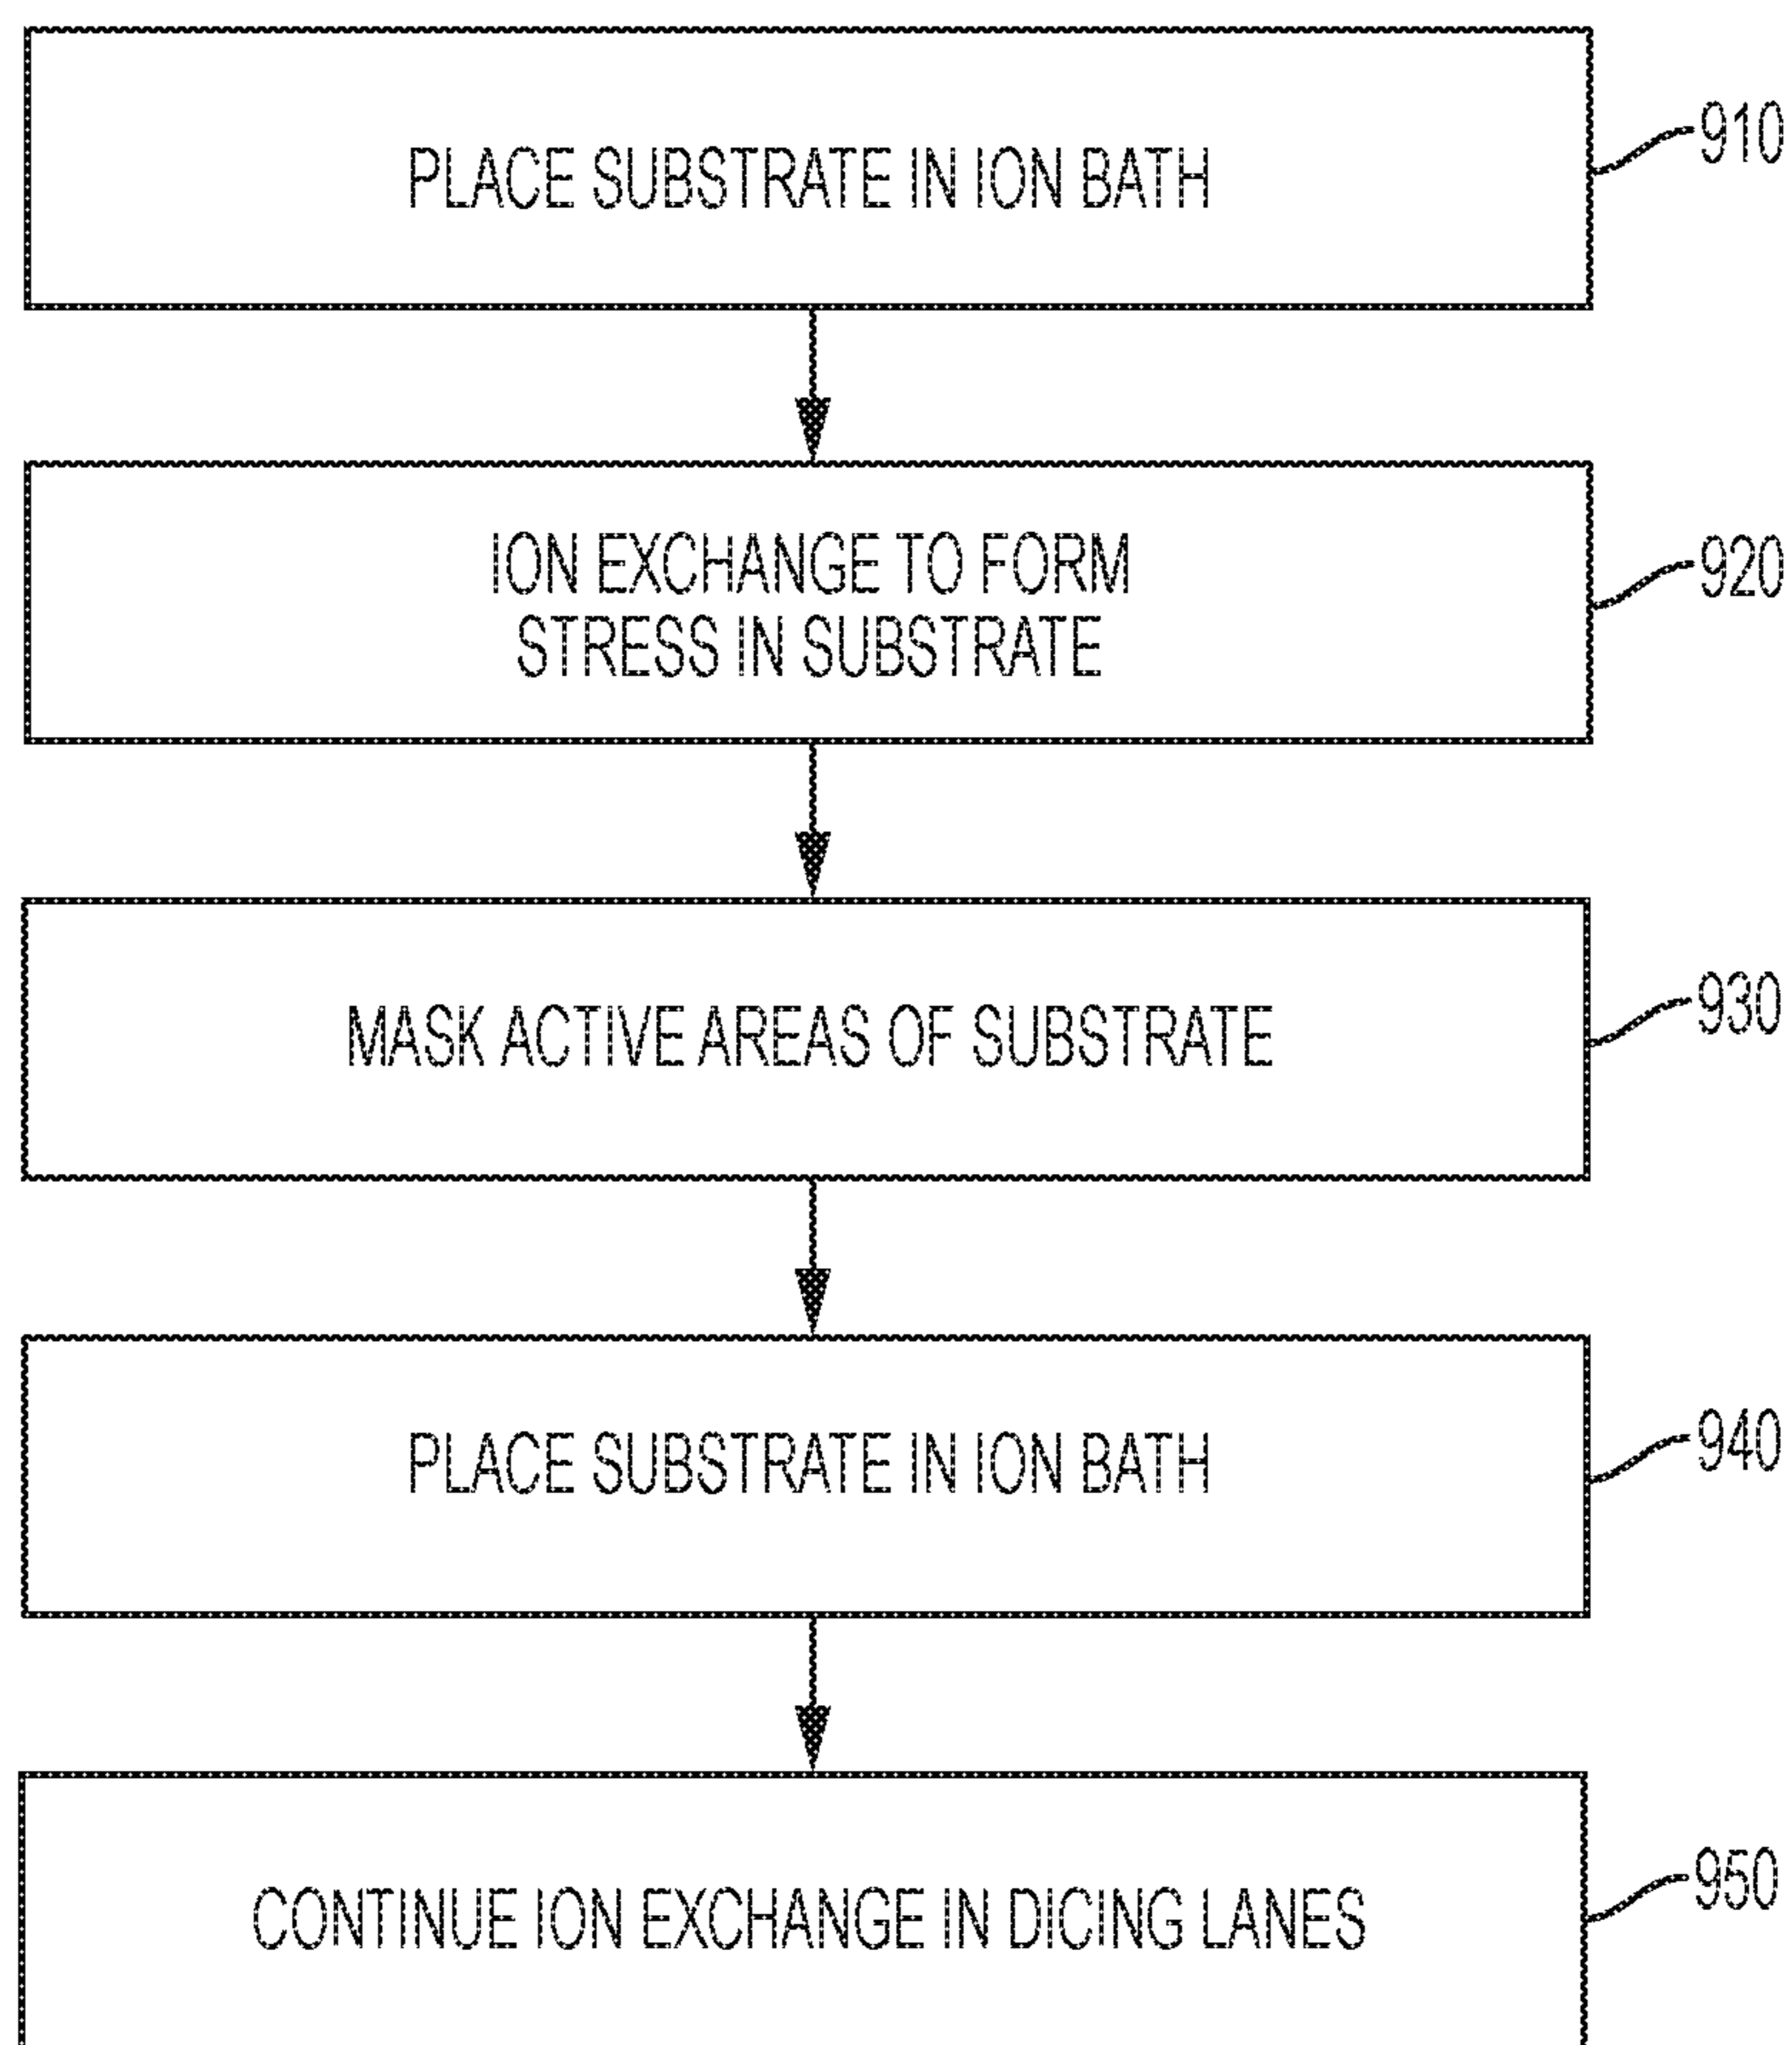 PLACE SUBSTRATE IN ION BATH
910
ION EXCHANGE TO FORM
STRESS IN SUBSTRATE
920
MASK ACTIVE AREAS OF SUBSTRATE
930
PLACE SUBSTRATE IN ION BATH
940
CONTINUE ION EXCHANGE IN DICING LANES
950